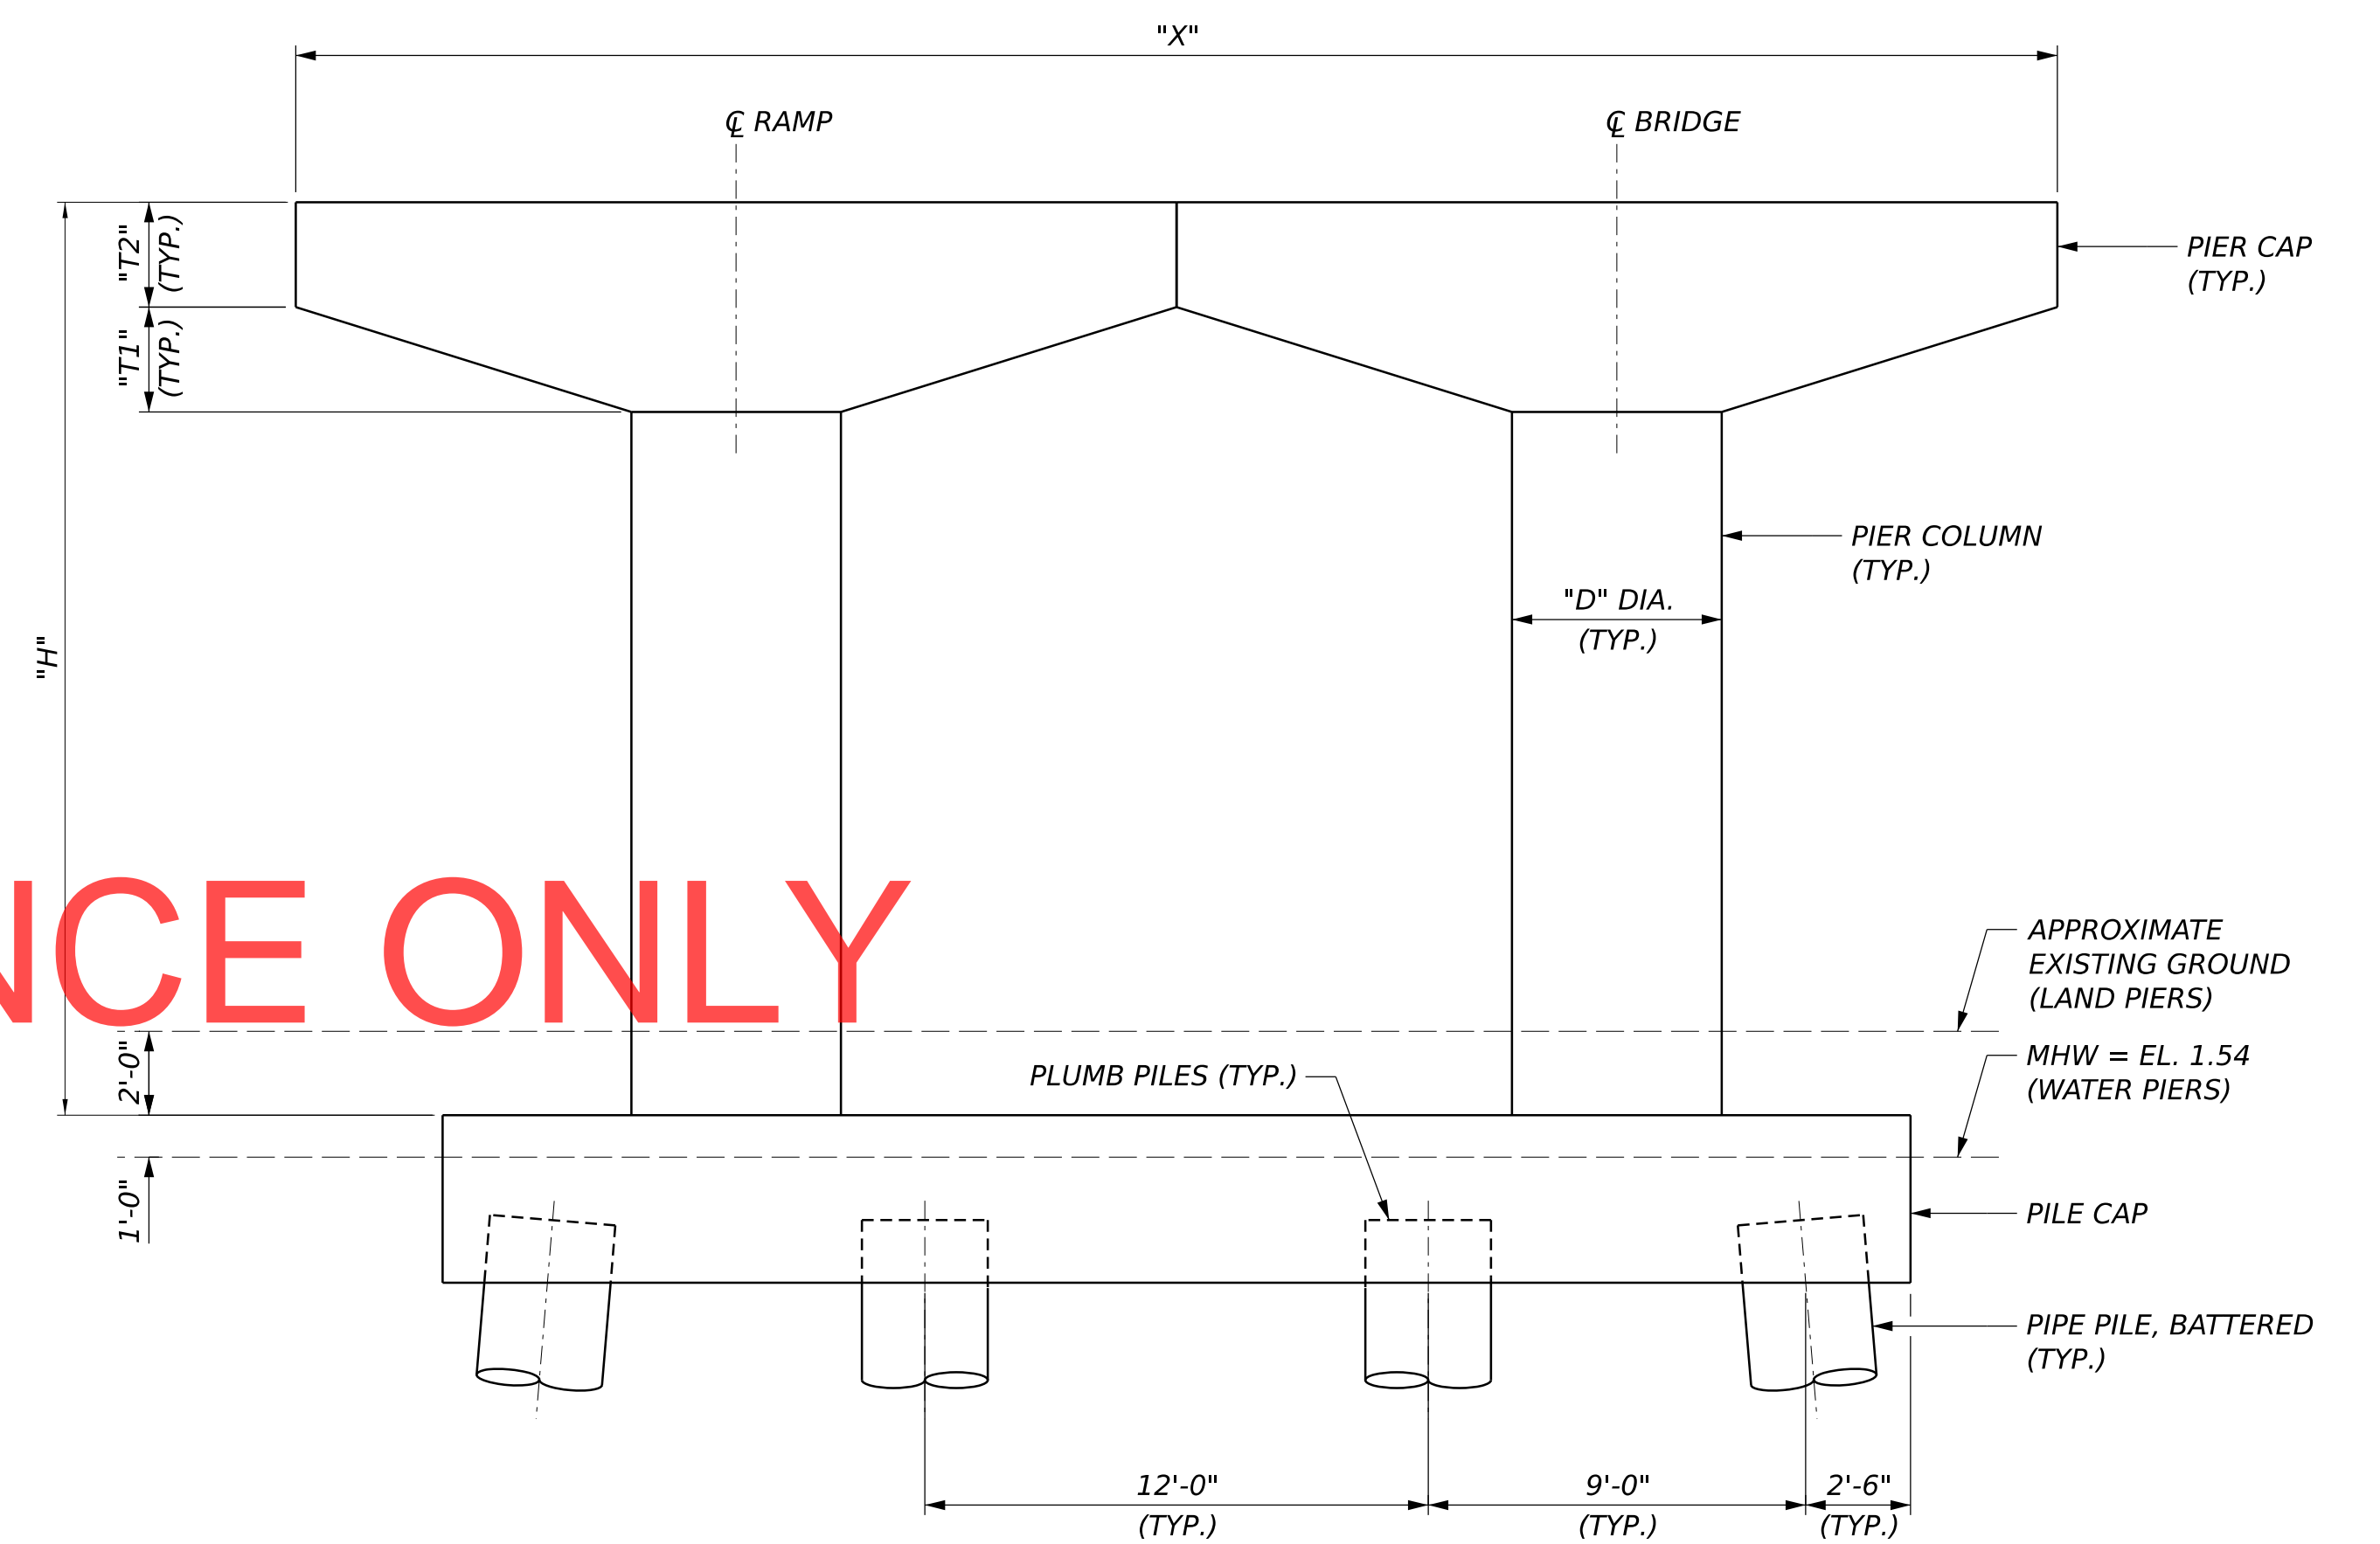 "X"
℄ RAMP
℄ BRIDGE
"T2"
(TYP.)
PIER CAP
(TYP.)
"T1"
(TYP.)
PIER COLUMN
(TYP.)
"D" DIA.
(TYP.)
"H"
NCE ONLY
APPROXIMATE
EXISTING GROUND
(LAND PIERS)
2'-0"
PLUMB PILES (TYP.)
MHW = EL. 1.54
(WATER PIERS)
1'-0"
PILE CAP
PIPE PILE, BATTERED
(TYP.)
12'-0"
(TYP.)
9'-0"
(TYP.)
2'-6"
(TYP.)